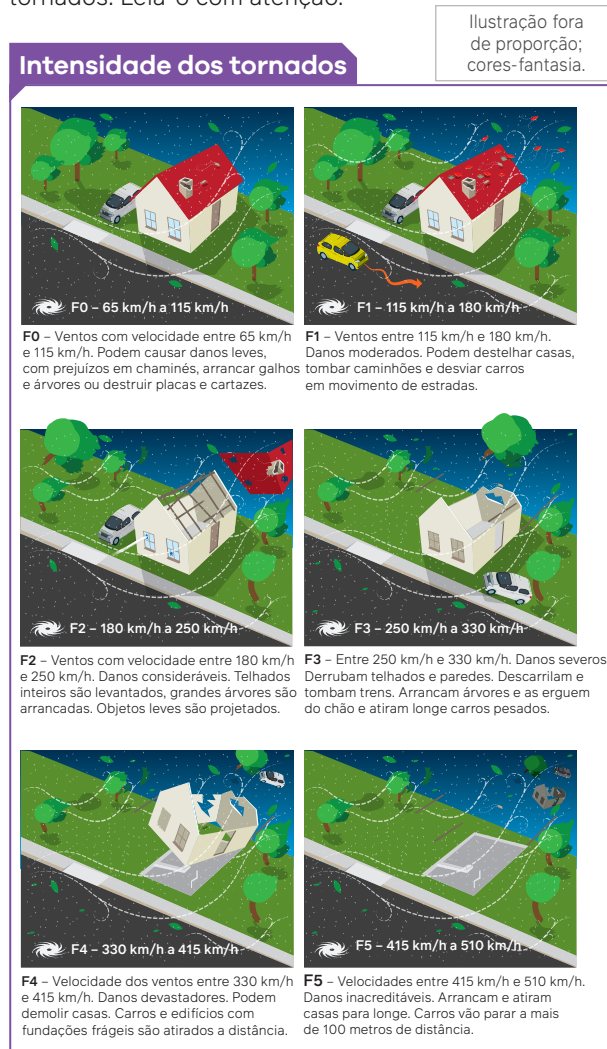 tornados. Leia-o com atenção.
Ilustração fora
de proporção;
cores-fantasia.
Intensidade dos tornados
F0 – 65 km/h a 115 km/h
F0 – Ventos com velocidade entre 65 km/h
e 115 km/h. Podem causar danos leves,
com prejuízos em chaminés, arrancar galhos
e árvores ou destruir placas e cartazes.
F1 – 115 km/h a 180 km/h
F1 – Ventos entre 115 km/h e 180 km/h.
Danos moderados. Podem destelhar casas,
tombar caminhões e desviar carros
em movimento de estradas.
F2 – 180 km/h a 250 km/h
F2 – Ventos com velocidade entre 180 km/h
e 250 km/h. Danos consideráveis. Telhados
inteiros são levantados, grandes árvores são
arrancadas. Objetos leves são projetados.
F3 – 250 km/h a 330 km/h
F3 – Entre 250 km/h e 330 km/h. Danos severos
Derrubam telhados e paredes. Descarrilam e
tombam trens. Arrancam árvores e as erguem
do chão e atiram longe carros pesados.
F4 – 330 km/h a 415 km/h
F4 – Velocidade dos ventos entre 330 km/h
e 415 km/h. Danos devastadores. Podem
demolir casas. Carros e edifícios com
fundações frágeis são atirados a distância.
F5 – 415 km/h a 510 km/h
F5 – Velocidades entre 415 km/h e 510 km/h.
Danos inacreditáveis. Arrancam e atiram
casas para longe. Carros vão parar a mais
de 100 metros de distância.